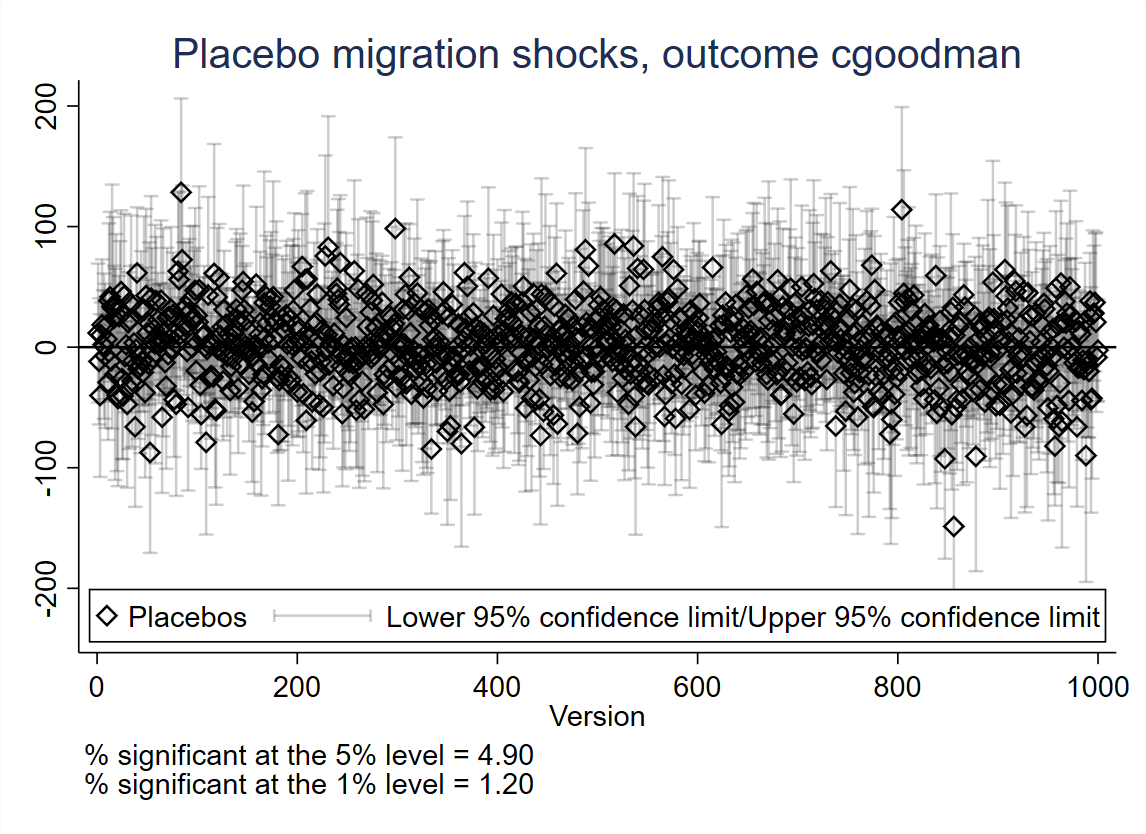 Placebo migration shocks, outcome cgoodman
200
100
0
-100
-200
Placebos
Lower 95% confidence limit/Upper 95% confidence limit
0 200 400 600 800 1000
Version
% significant at the 5% level = 4.90
% significant at the 1% level = 1.20